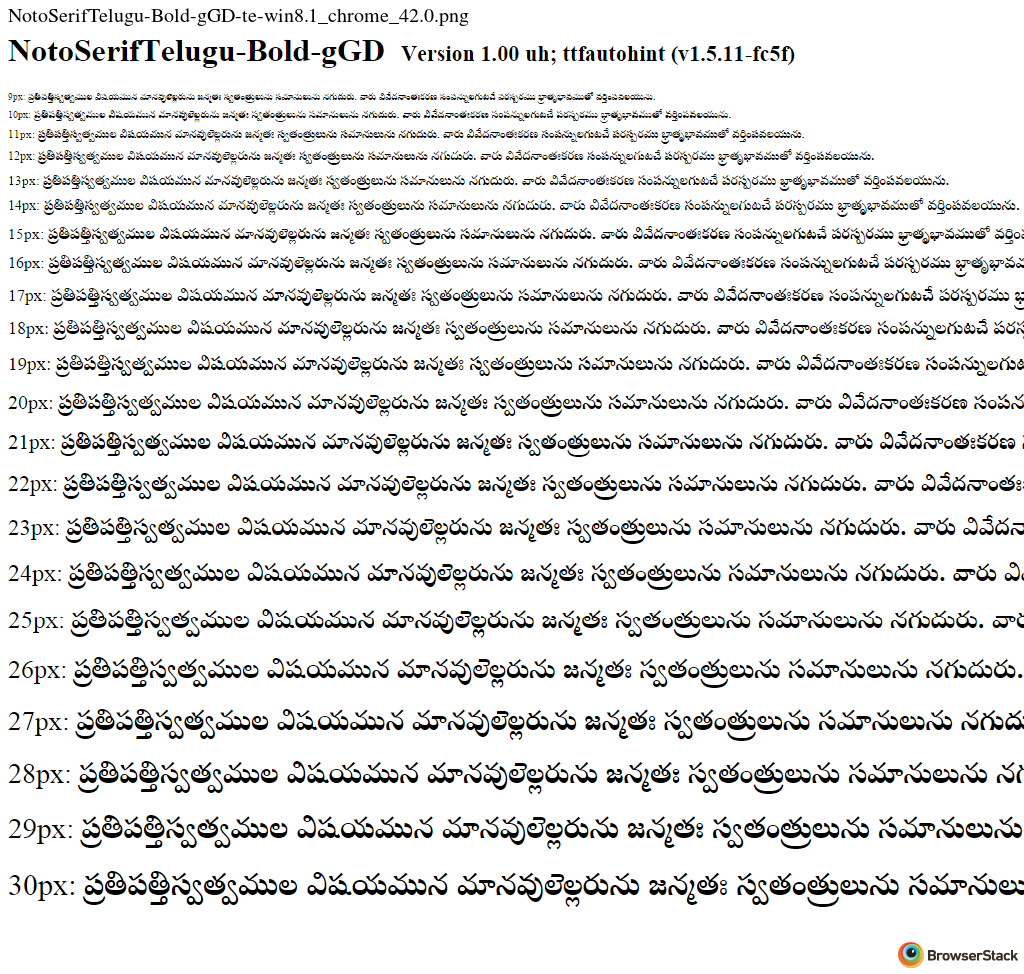 NotoSerifTelugu-Bold-gGD-te-win8.1_chrome_42.0.png
NotoSerifTelugu-Bold-gGD Version 1.00 uh; ttfautohint (v1.5.11-fc5f)
9px: ప్రతిపత్తిస్వత్వముల విషయమున మానవులెల్లరును జన్మతః స్వతంత్రులును సమానులును నగుదురు. వారు వివేదనాంతఃకరణ సంపన్నులగుటచే పరస్పరము భ్రాతృభావముతో వర్తింపవలయును.
10px: ప్రతిపత్తిస్వత్వముల విషయమున మానవులెల్లరును జన్మతః స్వతంత్రులును సమానులును నగుదురు. వారు వివేదనాంతఃకరణ సంపన్నులగుటచే పరస్పరము భ్రాతృభావముతో వర్తింపవలయును.
11px: ప్రతిపత్తిస్వత్వముల విషయమున మానవులెల్లరును జన్మతః స్వతంత్రులును సమానులును నగుదురు. వారు వివేదనాంతఃకరణ సంపన్నులగుటచే పరస్పరము భ్రాతృభావముతో వర్తింపవలయును.
12px: ప్రతిపత్తిస్వత్వముల విషయమున మానవులెల్లరును జన్మతః స్వతంత్రులును సమానులును నగుదురు. వారు వివేదనాంతఃకరణ సంపన్నులగుటచే పరస్పరము భ్రాతృభావముతో వర్తింపవలయును.
13px: ప్రతిపత్తిస్వత్వముల విషయమున మానవులెల్లరును జన్మతః స్వతంత్రులును సమానులును నగుదురు. వారు వివేదనాంతఃకరణ సంపన్నులగుటచే పరస్పరము భ్రాతృభావముతో వర్తింపవలయును.
14px: ప్రతిపత్తిస్వత్వముల విషయమున మానవులెల్లరును జన్మతః స్వతంత్రులును సమానులును నగుదురు. వారు వివేదనాంతఃకరణ సంపన్నులగుటచే పరస్పరము భ్రాతృభావముతో వర్తింపవలయును.
15px: ప్రతిపత్తిస్వత్వముల విషయమున మానవులెల్లరును జన్మతః స్వతంత్రులును సమానులును నగుదురు. వారు వివేదనాంతఃకరణ సంపన్నులగుటచే పరస్పరము భ్రాతృభావముతో
16px: ప్రతిపత్తిస్వత్వముల విషయమున మానవులెల్లరును జన్మతః స్వతంత్రులును సమానులును నగుదురు. వారు వివేదనాంతఃకరణ సంపన్నులగుటచే పరస్పరము
17px: ప్రతిపత్తిస్వత్వముల విషయమున మానవులెల్లరును జన్మతః స్వతంత్రులును సమానులును నగుదురు. వారు వివేదనాంతఃకరణ సంపన్నులగుటచే పరస్పరము
18px: ప్రతిపత్తిస్వత్వముల విషయమున మానవులెల్లరును జన్మతః స్వతంత్రులును సమానులును నగుదురు. వారు వివేదనాంతఃకరణ సంపన్నులగుటచే
19px: ప్రతిపత్తిస్వత్వముల విషయమున మానవులెల్లరును జన్మతః స్వతంత్రులును సమానులును నగుదురు. వారు వివేదనాంతఃకరణ
20px: ప్రతిపత్తిస్వత్వముల విషయమున మానవులెల్లరును జన్మతః స్వతంత్రులును సమానులును నగుదురు. వారు వివేదనాంతఃకరణ
21px: ప్రతిపత్తిస్వత్వముల విషయమున మానవులెల్లరును జన్మతః స్వతంత్రులును సమానులును నగుదురు. వారు వివేదనాంతఃకరణ
22px: ప్రతిపత్తిస్వత్వముల విషయమున మానవులెల్లరును జన్మతః స్వతంత్రులును సమానులును నగుదురు. వారు
23px: ప్రతిపత్తిస్వత్వముల విషయమున మానవులెల్లరును జన్మతః స్వతంత్రులును సమానులును నగుదురు. వారు
24px: ప్రతిపత్తిస్వత్వముల విషయమున మానవులెల్లరును జన్మతః స్వతంత్రులును సమానులును నగుదురు. వారు
25px: ప్రతిపత్తిస్వత్వముల విషయమున మానవులెల్లరును జన్మతః స్వతంత్రులును సమానులును నగుదురు.
26px: ప్రతిపత్తిస్వత్వముల విషయమున మానవులెల్లరును జన్మతః స్వతంత్రులును సమానులును నగుదురు.
27px: ప్రతిపత్తిస్వత్వముల విషయమున మానవులెల్లరును జన్మతః స్వతంత్రులును సమానులును
28px: ప్రతిపత్తిస్వత్వముల విషయమున మానవులెల్లరును జన్మతః స్వతంత్రులును సమానులును
29px: ప్రతిపత్తిస్వత్వముల విషయమున మానవులెల్లరును జన్మతః స్వతంత్రులును సమానులును
30px: ప్రతిపత్తిస్వత్వముల విషయమున మానవులెల్లరును జన్మతః స్వతంత్రులును
BrowserStack